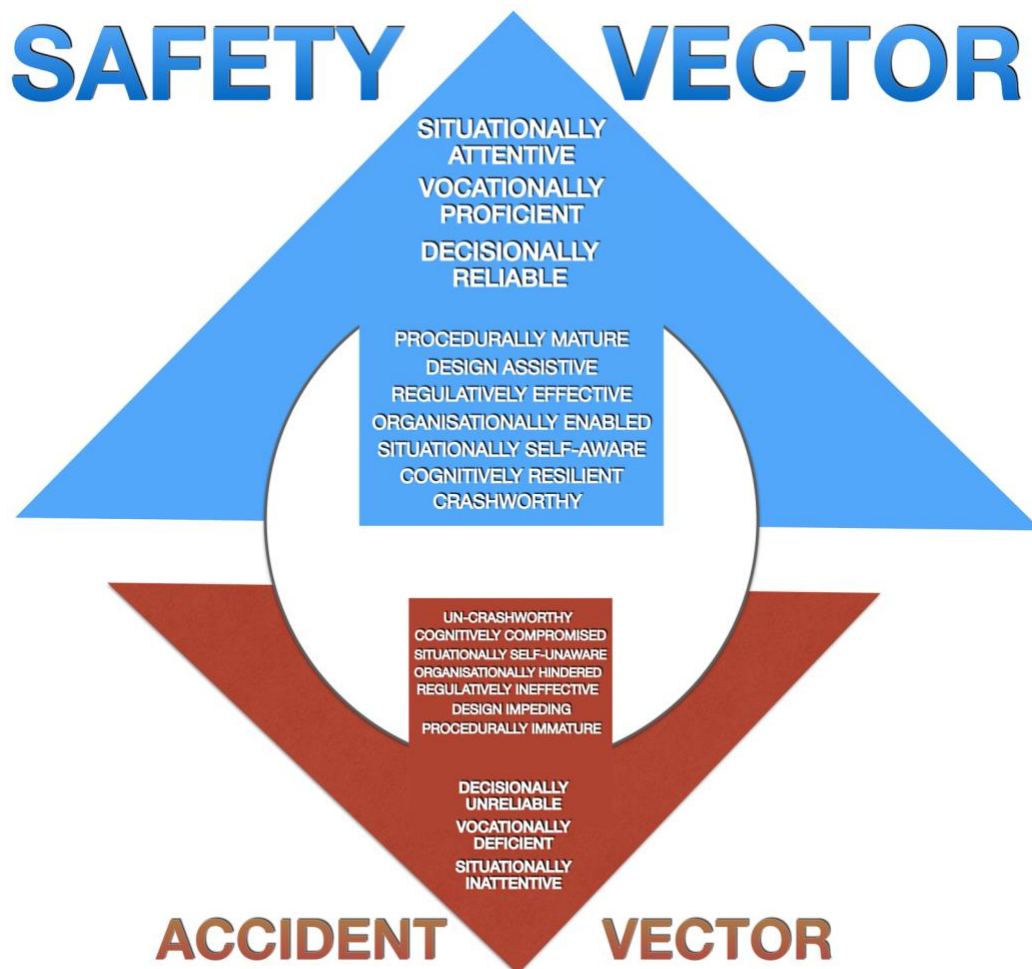 SAFETY VECTOR
SITUATIONALLY
ATTENTIVE
VOCATIONALLY
PROFICIENT
DECISIONALLY
RELIABLE
PROCEDURALLY MATURE
DESIGN ASSISTIVE
REGULATIVELY EFFECTIVE
ORGANISATIONALLY ENABLED
SITUATIONALLY SELF-AWARE
COGNITIVELY RESILIENT
CRASHWORTHY
UN-CRASHWORTHY
COGNITIVELY COMPROMISED
SITUATIONALLY SELF-UNAWARE
ORGANISATIONALLY HINDERED
REGULATIVELY INEFFECTIVE
DESIGN IMPEDING
PROCEDURALLY IMMATURE
DECISIONALLY
UNRELIABLE
VOCATIONALLY
DEFICIENT
SITUATIONALLY
INATTENTIVE
ACCIDENT VECTOR